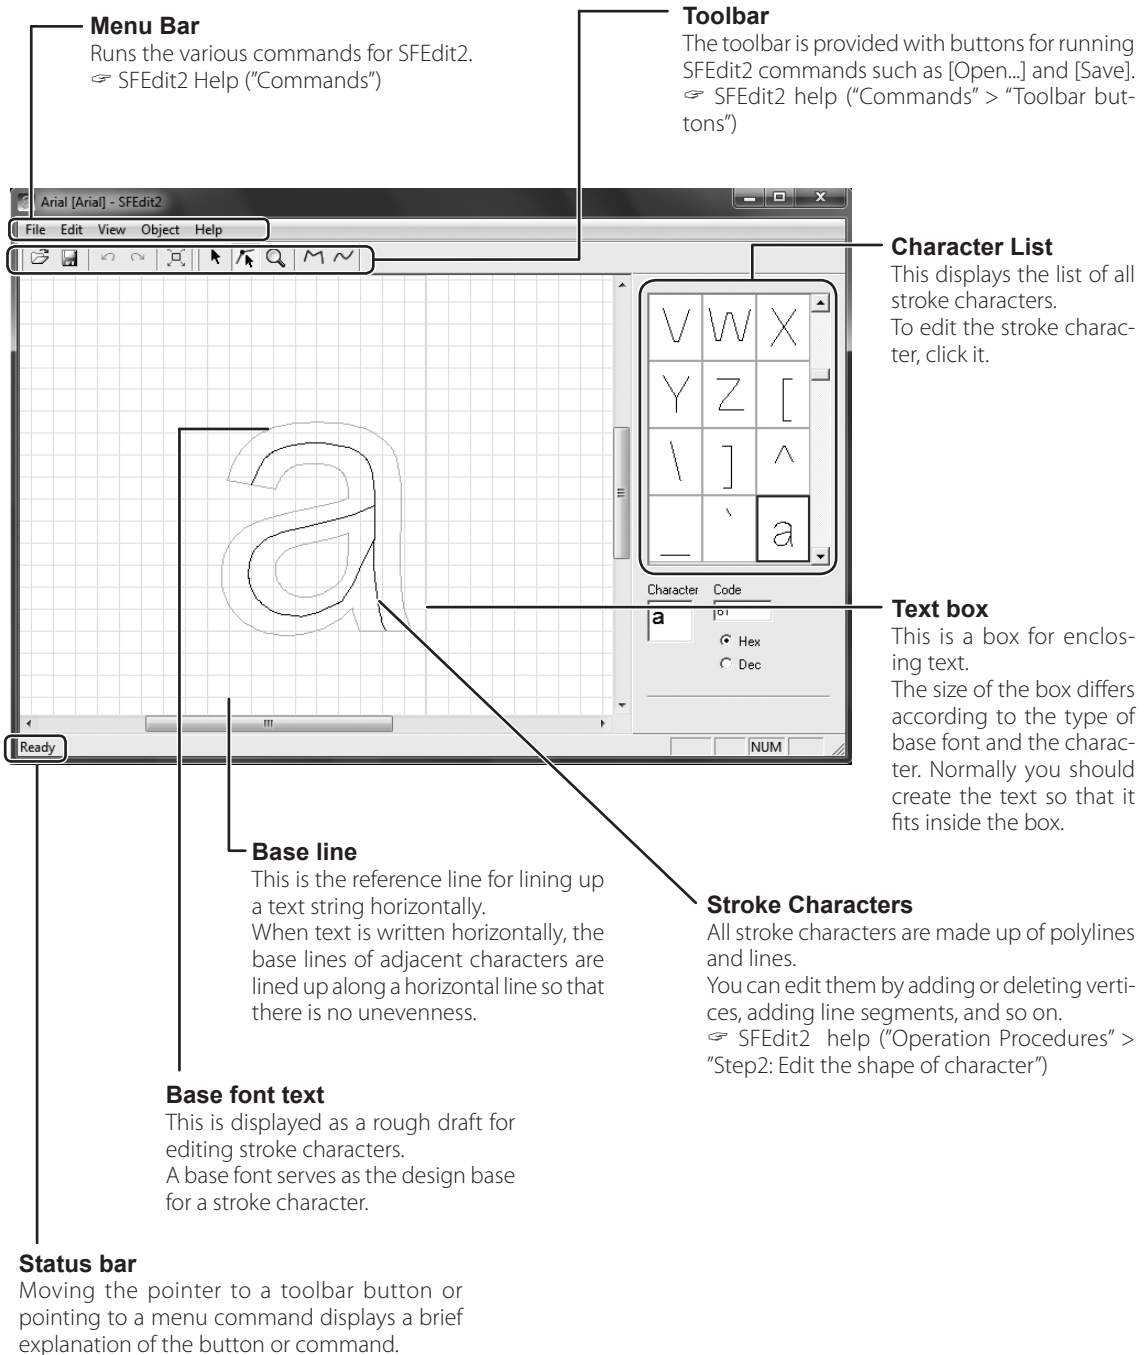 Menu Bar
Runs the various commands for SFEdit2.
☞ SFEdit2 Help ("Commands")
Toolbar
The toolbar is provided with buttons for running
SFEdit2 commands such as [Open...] and [Save].
☞ SFEdit2 help ("Commands" > "Toolbar but-
tons")
Arial [Arial] - SFEdit2
File Edit View Object Help
Character List
This displays the list of all
stroke characters.
To edit the stroke charac-
ter, click it.
V W X
Y Z [
\ ] ^
_ ` a
a
Character Code
a 61
Hex
Dec
Ready NUM
Text box
This is a box for enclos-
ing text.
The size of the box differs
according to the type of
base font and the charac-
ter. Normally you should
create the text so that it
fits inside the box.
Base line
This is the reference line for lining up
a text string horizontally.
When text is written horizontally, the
base lines of adjacent characters are
lined up along a horizontal line so that
there is no unevenness.
Stroke Characters
All stroke characters are made up of polylines
and lines.
You can edit them by adding or deleting verti-
ces, adding line segments, and so on.
☞ SFEdit2 help ("Operation Procedures" >
"Step2: Edit the shape of character")
Base font text
This is displayed as a rough draft for
editing stroke characters.
A base font serves as the design base
for a stroke character.
Status bar
Moving the pointer to a toolbar button or
pointing to a menu command displays a brief
explanation of the button or command.